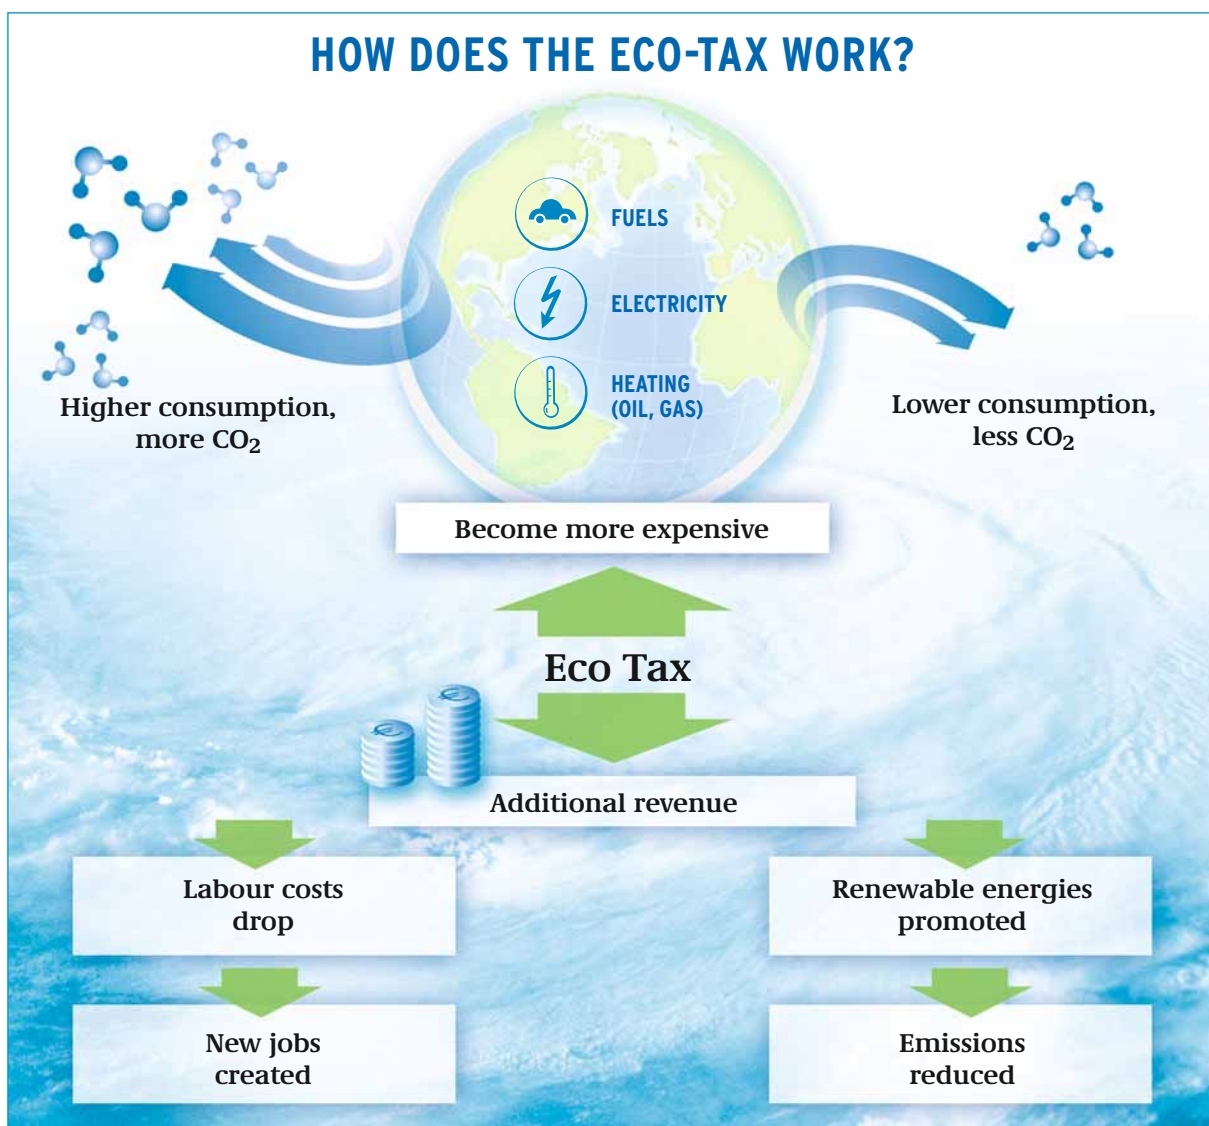 HOW DOES THE ECO-TAX WORK?
FUELS
ELECTRICITY
HEATING
(OIL, GAS)
Higher consumption,
more CO₂
Lower consumption,
less CO₂
Become more expensive
Eco Tax
€
€
Additional revenue
Labour costs
drop
Renewable energies
promoted
New jobs
created
Emissions
reduced